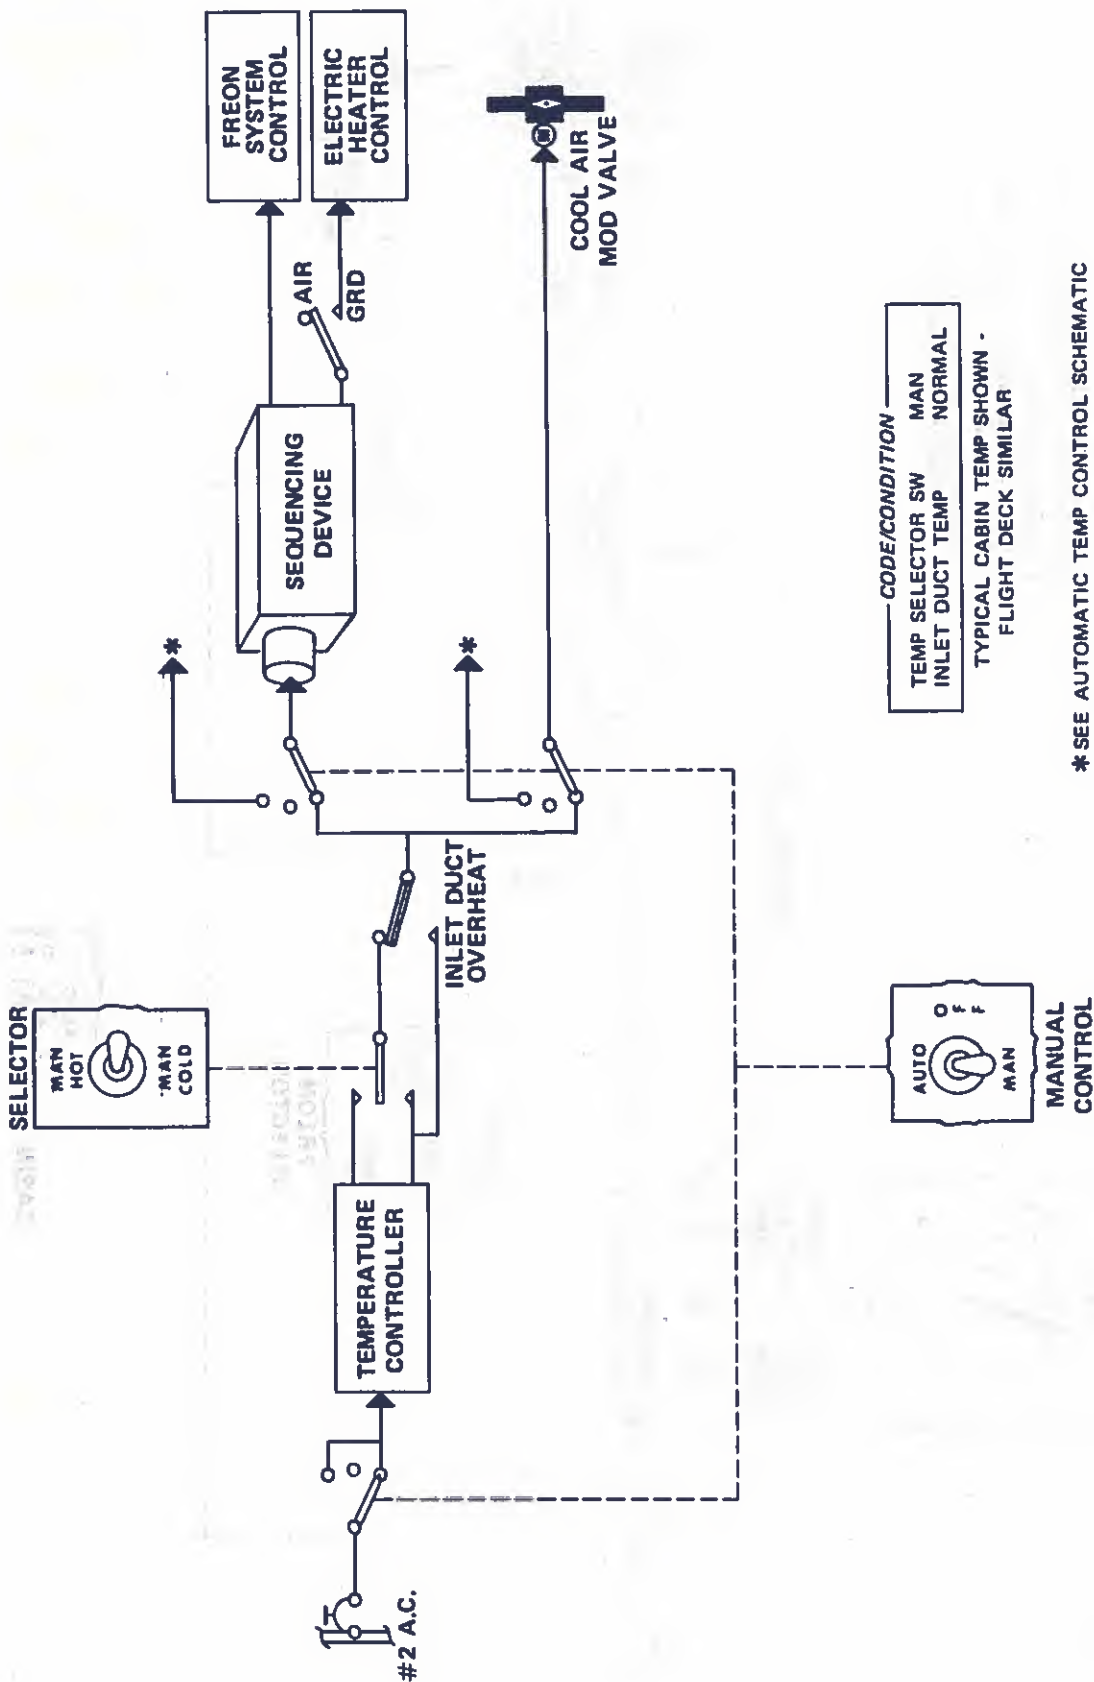 SELECTOR
MAN
HOT
MAN
COLD
FREON
SYSTEM
CONTROL
ELECTRIC
HEATER
CONTROL
AIR
GRD
SEQUENCING
DEVICE
*
*
TEMPERATURE
CONTROLLER
INLET DUCT
OVERHEAT
COOL AIR
MOD VALVE
M
#2 A.C.
AUTO
OFF
MAN
MANUAL
CONTROL
CODE/CONDITION
TEMP SELECTOR SW MAN
INLET DUCT TEMP NORMAL
TYPICAL CABIN TEMP SHOWN -
FLIGHT DECK SIMILAR
*SEE AUTOMATIC TEMP CONTROL SCHEMATIC